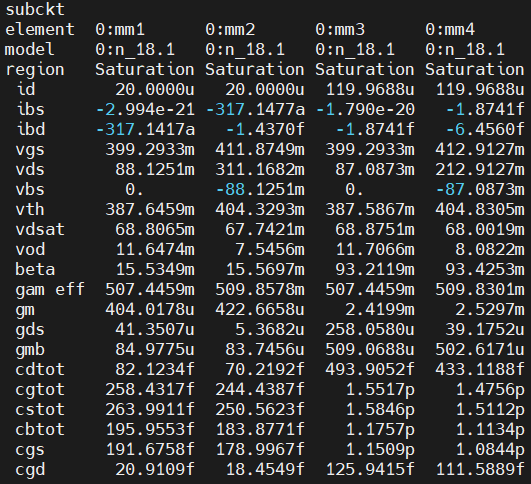 subckt
element 0:mm1 0:mm2 0:mm3 0:mm4
model 0:n_18.1 0:n_18.1 0:n_18.1 0:n_18.1
region Saturation Saturation Saturation Saturation
id 20.0000u 20.0000u 119.9688u 119.9688u
ibs -2.994e-21 -317.1477a -1.790e-20 -1.8741f
ibd -317.1417a -1.4370f -1.8741f -6.4560f
vgs 399.2933m 411.8749m 399.2933m 412.9127m
vds 88.1251m 311.1682m 87.0873m 212.9127m
vbs 0. -88.1251m 0. -87.0873m
vth 387.6459m 404.3293m 387.5867m 404.8305m
vdsat 68.8065m 67.7421m 68.8751m 68.0019m
vod 11.6474m 7.5456m 11.7066m 8.0822m
beta 15.5349m 15.5697m 93.2119m 93.4253m
gam eff 507.4459m 509.8578m 507.4459m 509.8301m
gm 404.0178u 422.6658u 2.4199m 2.5297m
gds 41.3507u 5.3682u 258.0580u 39.1752u
gmb 84.9775u 83.7456u 509.0688u 502.6171u
cdtot 82.1234f 70.2192f 493.9052f 433.1188f
cgtot 258.4317f 244.4387f 1.5517p 1.4756p
cstot 263.9911f 250.5623f 1.5846p 1.5112p
cbtot 195.9553f 183.8771f 1.1757p 1.1134p
cgs 191.6758f 178.9967f 1.1509p 1.0844p
cgd 20.9109f 18.4549f 125.9415f 111.5889f